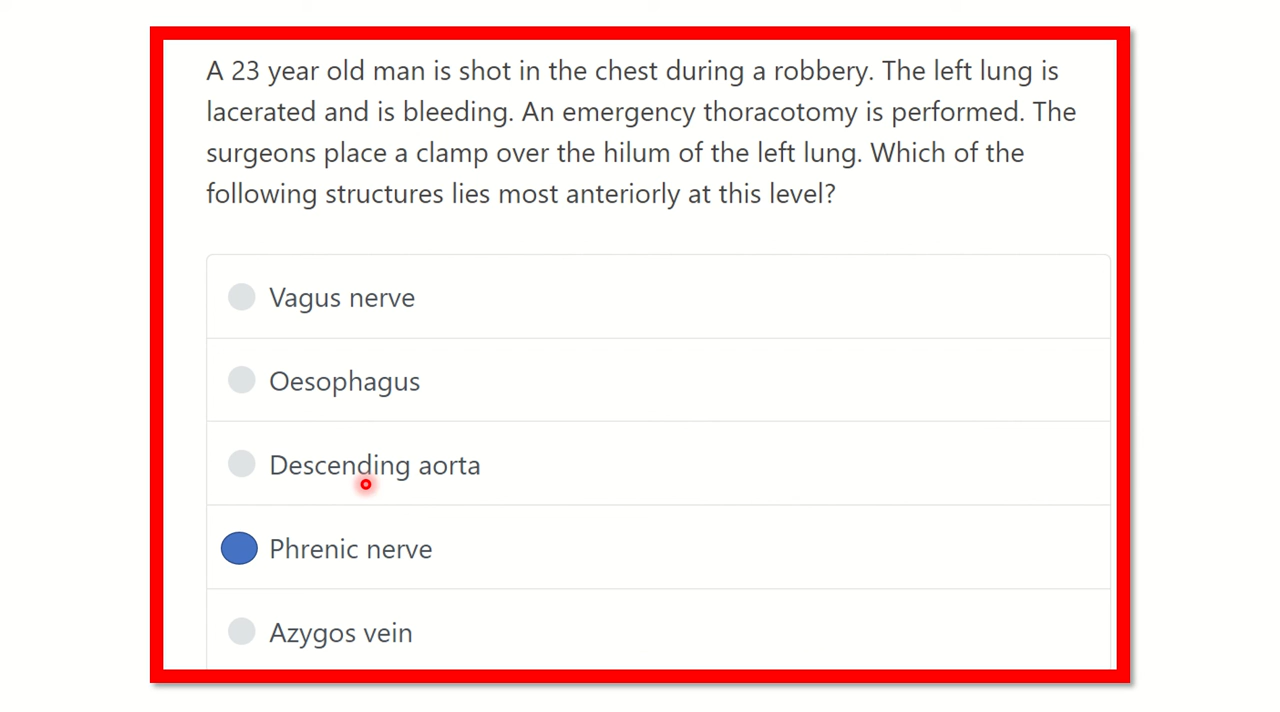 A 23 year old man is shot in the chest during a robbery. The left lung is
lacerated and is bleeding. An emergency thoracotomy is performed. The
surgeons place a clamp over the hilum of the left lung. Which of the
following structures lies most anteriorly at this level?
Vagus nerve
Oesophagus
Descending aorta
Phrenic nerve
Azygos vein